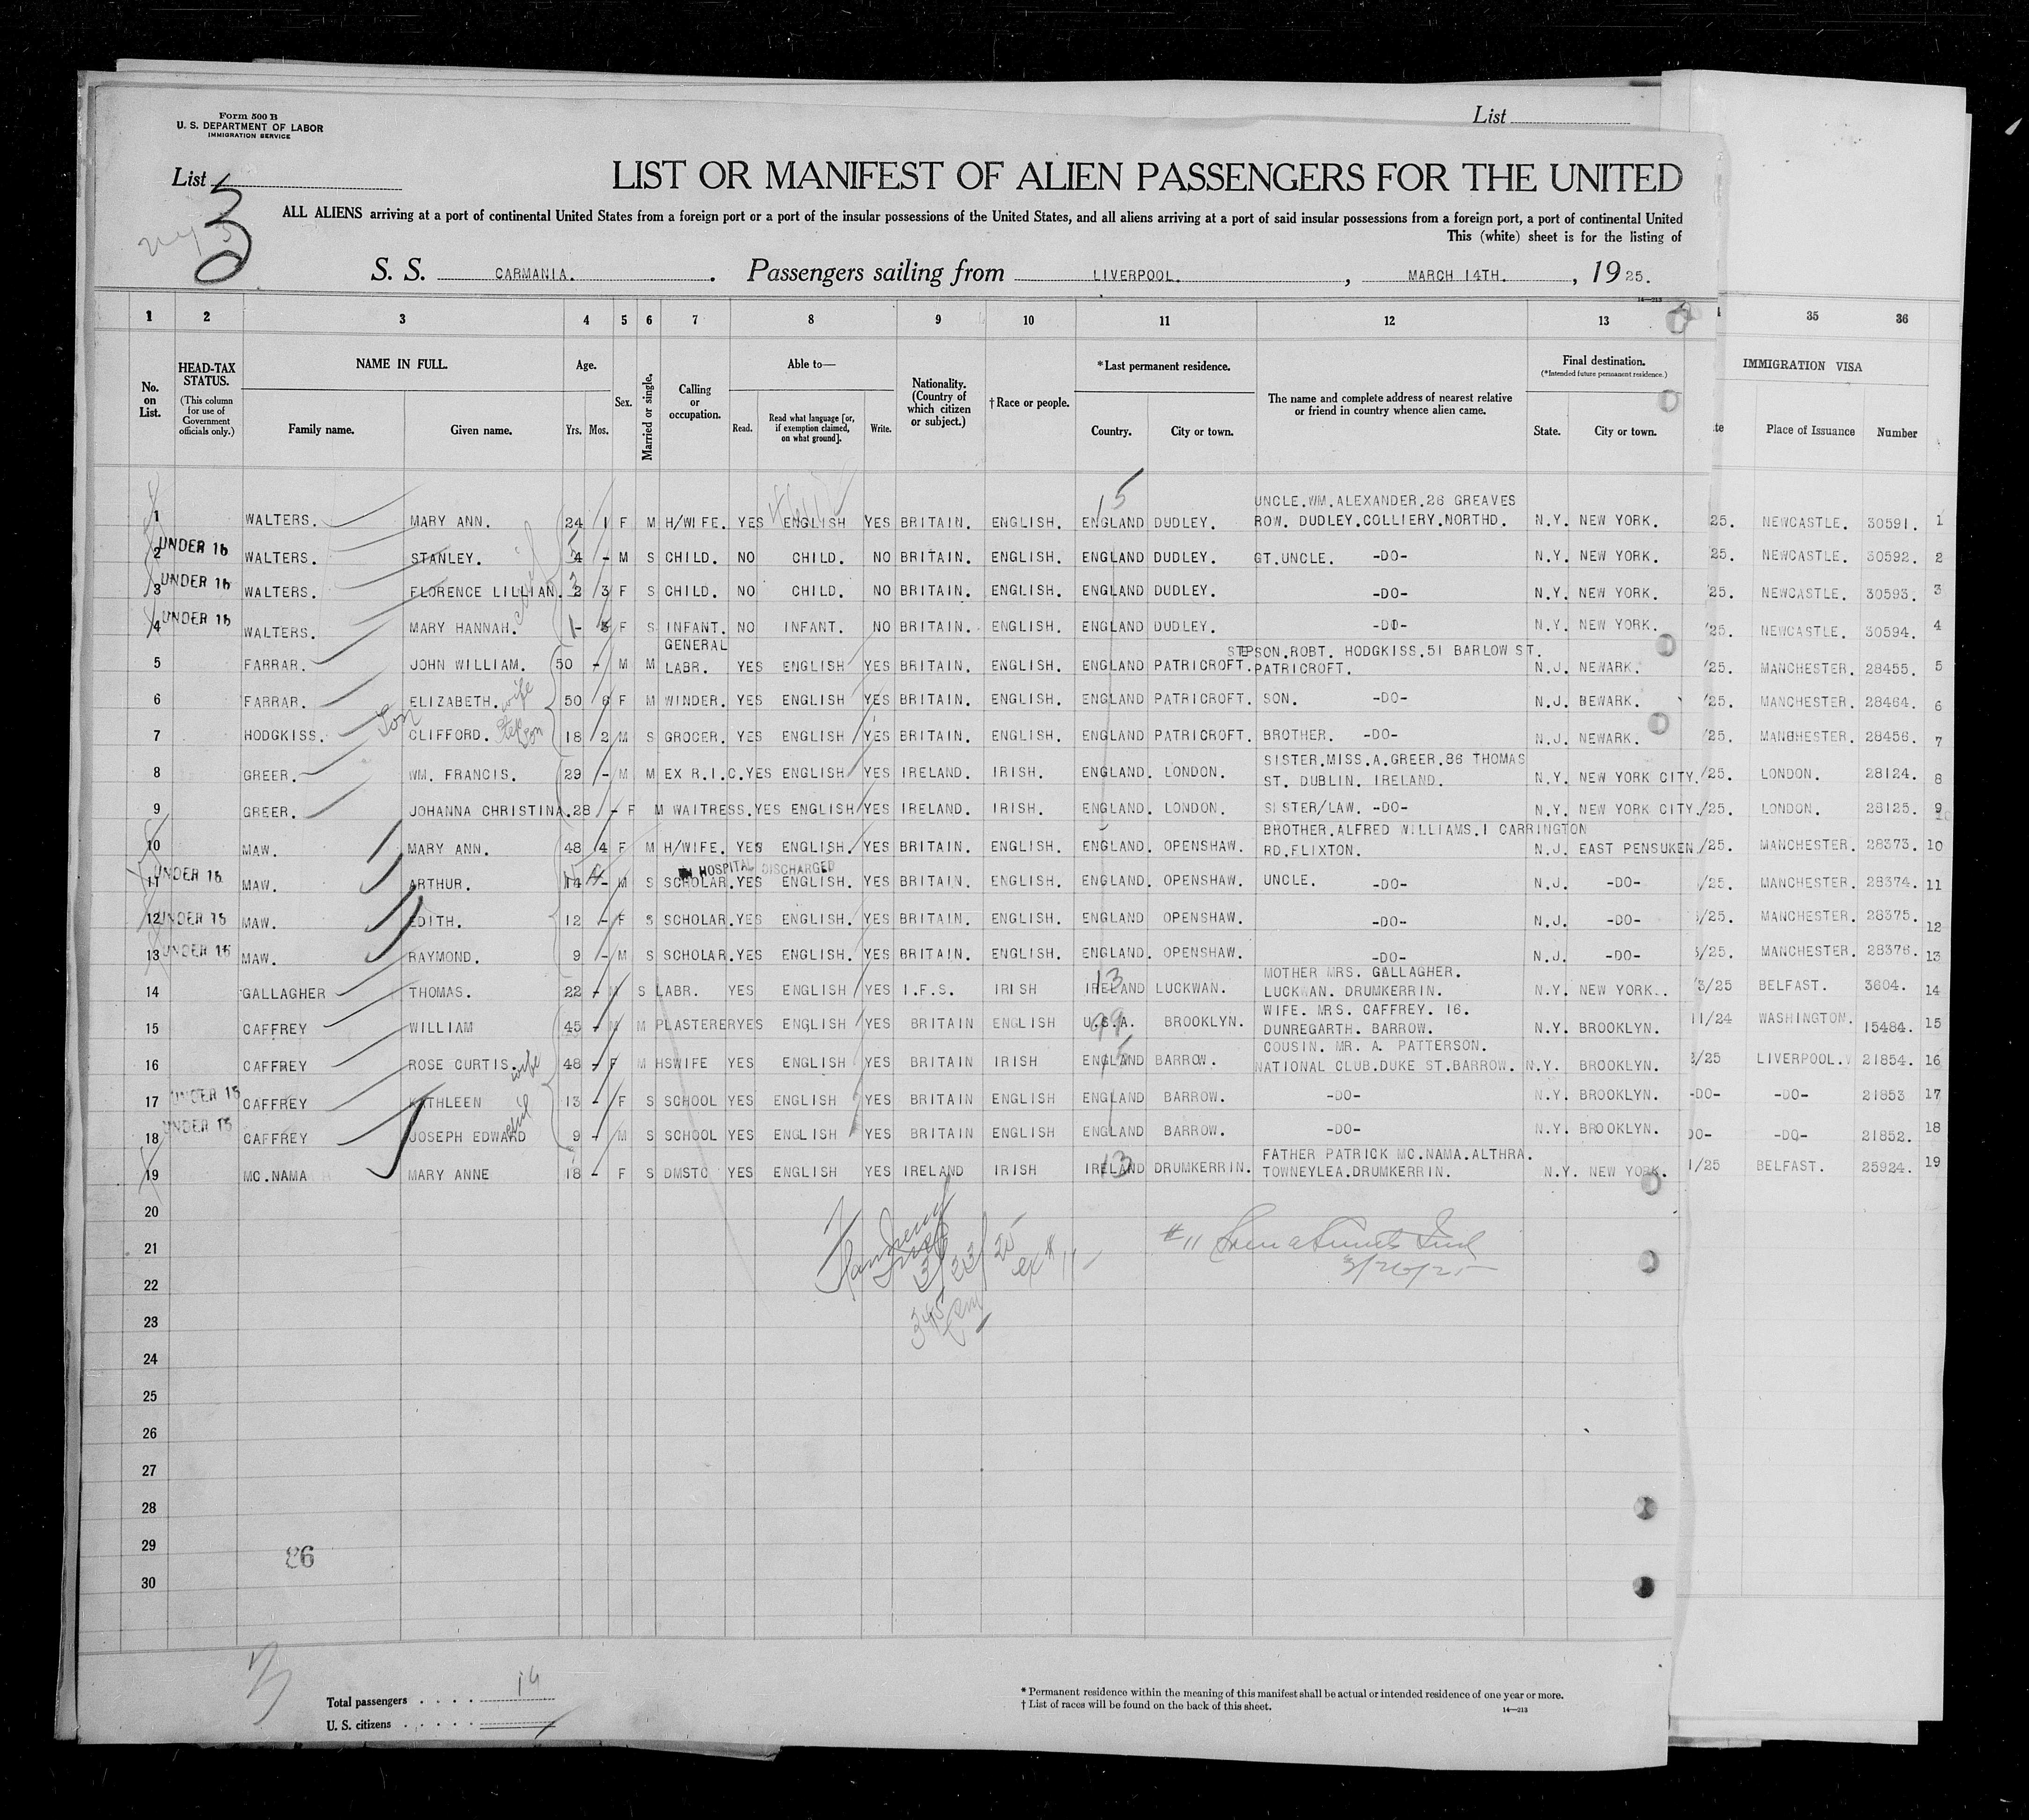 Form 500 B
U. S. DEPARTMENT OF LABOR
IMMIGRATION SERVICE
List
List
3
LIST OR MANIFEST OF ALIEN PASSENGERS FOR THE UNITED
ALL ALIENS arriving at a port of continental United States from a foreign port or a port of the insular possessions of the United States, and all aliens arriving at a port of said insular possessions from a foreign port, a port of continental United
This (white) sheet is for the listing of
S. S. CARMANIA. Passengers sailing from LIVERPOOL. , MARCH 14TH. , 1925.
14—213
1 2 3 4 5 6 7 8 9 10 11 12 13 35 36
No. on List.
HEAD-TAX STATUS.
(This column for use of Government officials only.)
NAME IN FULL.
Family name. Given name.
Age.
Yrs. Mos.
Sex.
Married or single.
Calling or occupation.
Able to—
Read. Read what language [or, if exemption claimed, on what ground]. Write.
Nationality. (Country of which citizen or subject.)
† Race or people.
*Last permanent residence.
Country. City or town.
The name and complete address of nearest relative or friend in country whence alien came.
Final destination.
(*Intended future permanent residence.)
State. City or town.
IMMIGRATION VISA
Place of Issuance Number
15
UNCLE.WM.ALEXANDER.26 GREAVES
1 WALTERS. MARY ANN. 24 1 F M H/WIFE. YES ENGLISH YES BRITAIN. ENGLISH. ENGLAND DUDLEY. ROW. DUDLEY.COLLIERY.NORTHD. N.Y. NEW YORK. 25. NEWCASTLE. 30591. 1
2 UNDER 16 WALTERS. STANLEY. 4 - M S CHILD. NO CHILD. NO BRITAIN. ENGLISH. ENGLAND DUDLEY. GT.UNCLE. -DO- N.Y. NEW YORK. 25. NEWCASTLE. 30592. 2
3 UNDER 16 WALTERS. FLORENCE LILLIAN. 2 3 F S CHILD. NO CHILD. NO BRITAIN. ENGLISH. ENGLAND DUDLEY. -DO- N.Y. NEW YORK. 25. NEWCASTLE. 30593. 3
4 UNDER 16 WALTERS. MARY HANNAH. - F S INFANT. NO INFANT. NO BRITAIN. ENGLISH. ENGLAND DUDLEY. -DO- N.Y. NEW YORK. /25. NEWCASTLE. 30594. 4
GENERAL STEPSON.ROBT. HODGKISS.51 BARLOW ST.
5 FARRAR. JOHN WILLIAM. 50 - M M LABR. YES ENGLISH YES BRITAIN. ENGLISH. ENGLAND PATRICROFT. PATRICROFT. N.J. NEWARK. /25. MANCHESTER. 28455. 5
6 FARRAR. ELIZABETH. wife 50 6 F M WINDER. YES ENGLISH YES BRITAIN. ENGLISH. ENGLAND PATRICROFT. SON. -DO- N.J. BEWARK. /25. MANCHESTER. 28464. 6
7 HODGKISS. Son CLIFFORD. Step son 18 2 M S GROCER. YES ENGLISH YES BRITAIN. ENGLISH. ENGLAND PATRICROFT. BROTHER. -DO- N.J. NEWARK. /25. MANCHESTER. 28456. 7
SISTER.MISS.A.GREER.86 THOMAS
8 GREER. WM. FRANCIS. 29 - M M EX R.I.C. YES ENGLISH YES IRELAND. IRISH. ENGLAND. LONDON. ST. DUBLIN. IRELAND. N.Y. NEW YORK CITY. /25. LONDON. 28124. 8
9 GREER. JOHANNA CHRISTINA. 28 - F M WAITRESS. YES ENGLISH YES IRELAND. IRISH. ENGLAND. LONDON. SISTER/LAW. -DO- N.Y. NEW YORK CITY. /25. LONDON. 28125. 9
BROTHER.ALFRED WILLIAMS.1 CARRINGTON
10 MAW. MARY ANN. 48 4 F M H/WIFE. YES ENGLISH. YES BRITAIN. ENGLISH. ENGLAND. OPENSHAW. RD.FLIXTON. N.J. EAST PENSUKEN. /25. MANCHESTER. 28373. 10
IN HOSPITAL DISCHARGED
11 UNDER 16 MAW. ARTHUR. 14 - M S SCHOLAR. YES ENGLISH. YES BRITAIN. ENGLISH. ENGLAND. OPENSHAW. UNCLE. -DO- N.J. -DO- /25. MANCHESTER. 28374. 11
12 UNDER 16 MAW. EDITH. 12 - F S SCHOLAR. YES ENGLISH. YES BRITAIN. ENGLISH. ENGLAND. OPENSHAW. -DO- N.J. -DO- /25. MANCHESTER. 28375. 12
13 UNDER 16 MAW. RAYMOND. 9 - M S SCHOLAR. YES ENGLISH. YES BRITAIN. ENGLISH. ENGLAND. OPENSHAW. -DO- N.J. -DO- /25. MANCHESTER. 28376. 13
MOTHER MRS. GALLAGHER.
14 GALLAGHER THOMAS. 22 - M S LABR. YES ENGLISH YES I.F.S. IRISH IRELAND 13 LUCKWAN. LUCKWAN. DRUMKERRIN. N.Y. NEW YORK.. /3/25 BELFAST. 3604. 14
WIFE. MRS. CAFFREY. 16.
15 CAFFREY WILLIAM 45 - M M PLASTERER YES ENGLISH YES BRITAIN ENGLISH U.S.A. 99 BROOKLYN. DUNREGARTH. BARROW. N.Y. BROOKLYN. 11/24 WASHINGTON. 15484. 15
COUSIN. MR. A. PATTERSON.
16 CAFFREY ROSE CURTIS. wife 48 - F M HSWIFE YES ENGLISH YES BRITAIN IRISH ENGLAND BARROW. NATIONAL CLUB.DUKE ST.BARROW. N.Y. BROOKLYN. /25 LIVERPOOL. 21854. 16
17 UNDER 16 CAFFREY KATHLEEN 13 - F S SCHOOL YES ENGLISH YES BRITAIN ENGLISH ENGLAND BARROW. -DO- N.Y. BROOKLYN. -DO- -DO- 21853 17
18 UNDER 16 CAFFREY JOSEPH EDWARD 9 - M S SCHOOL YES ENGLISH YES BRITAIN ENGLISH ENGLAND BARROW. -DO- N.Y. BROOKLYN. DO- -DO- 21852. 18
FATHER PATRICK MC.NAMA.ALTHRA.
19 MC.NAMA MARY ANNE 18 - F S DMSTC YES ENGLISH YES IRELAND IRISH IRELAND 13 DRUMKERRIN. TOWNEYLEA.DRUMKERRIN. N.Y. NEW YORK. 1/25 BELFAST. 25924. 19
20
21
3/23/25 ex # 11
# 11
3/26/25
22
23
24
25
26
27
28
29
93
30
Total passengers . . . . 19
U. S. citizens . . . . .
* Permanent residence within the meaning of this manifest shall be actual or intended residence of one year or more.
† List of races will be found on the back of this sheet.
14—213